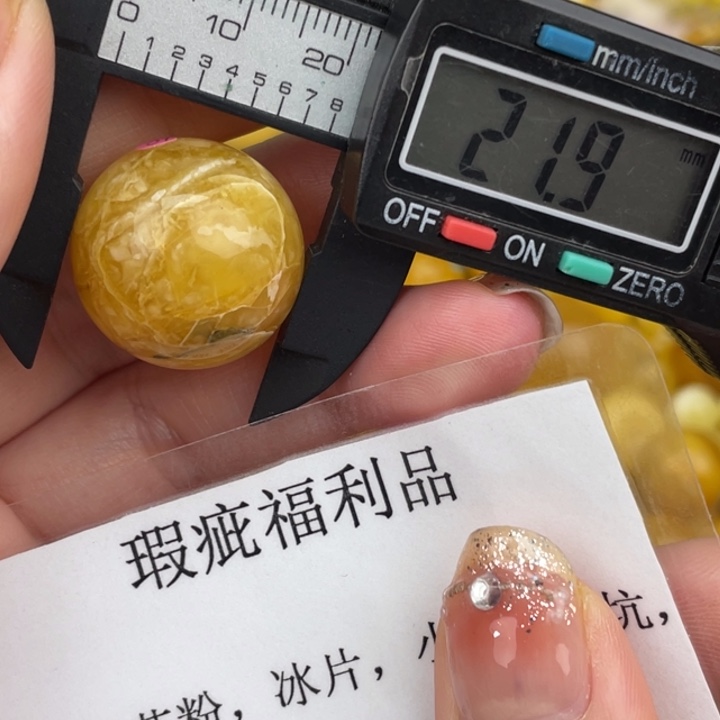 0 10 20
1 2 3 4 5 6 7 8
mm/inch
21.9 mm
OFF ON ZERO
瑕疵福利品
粉，冰片，坑，